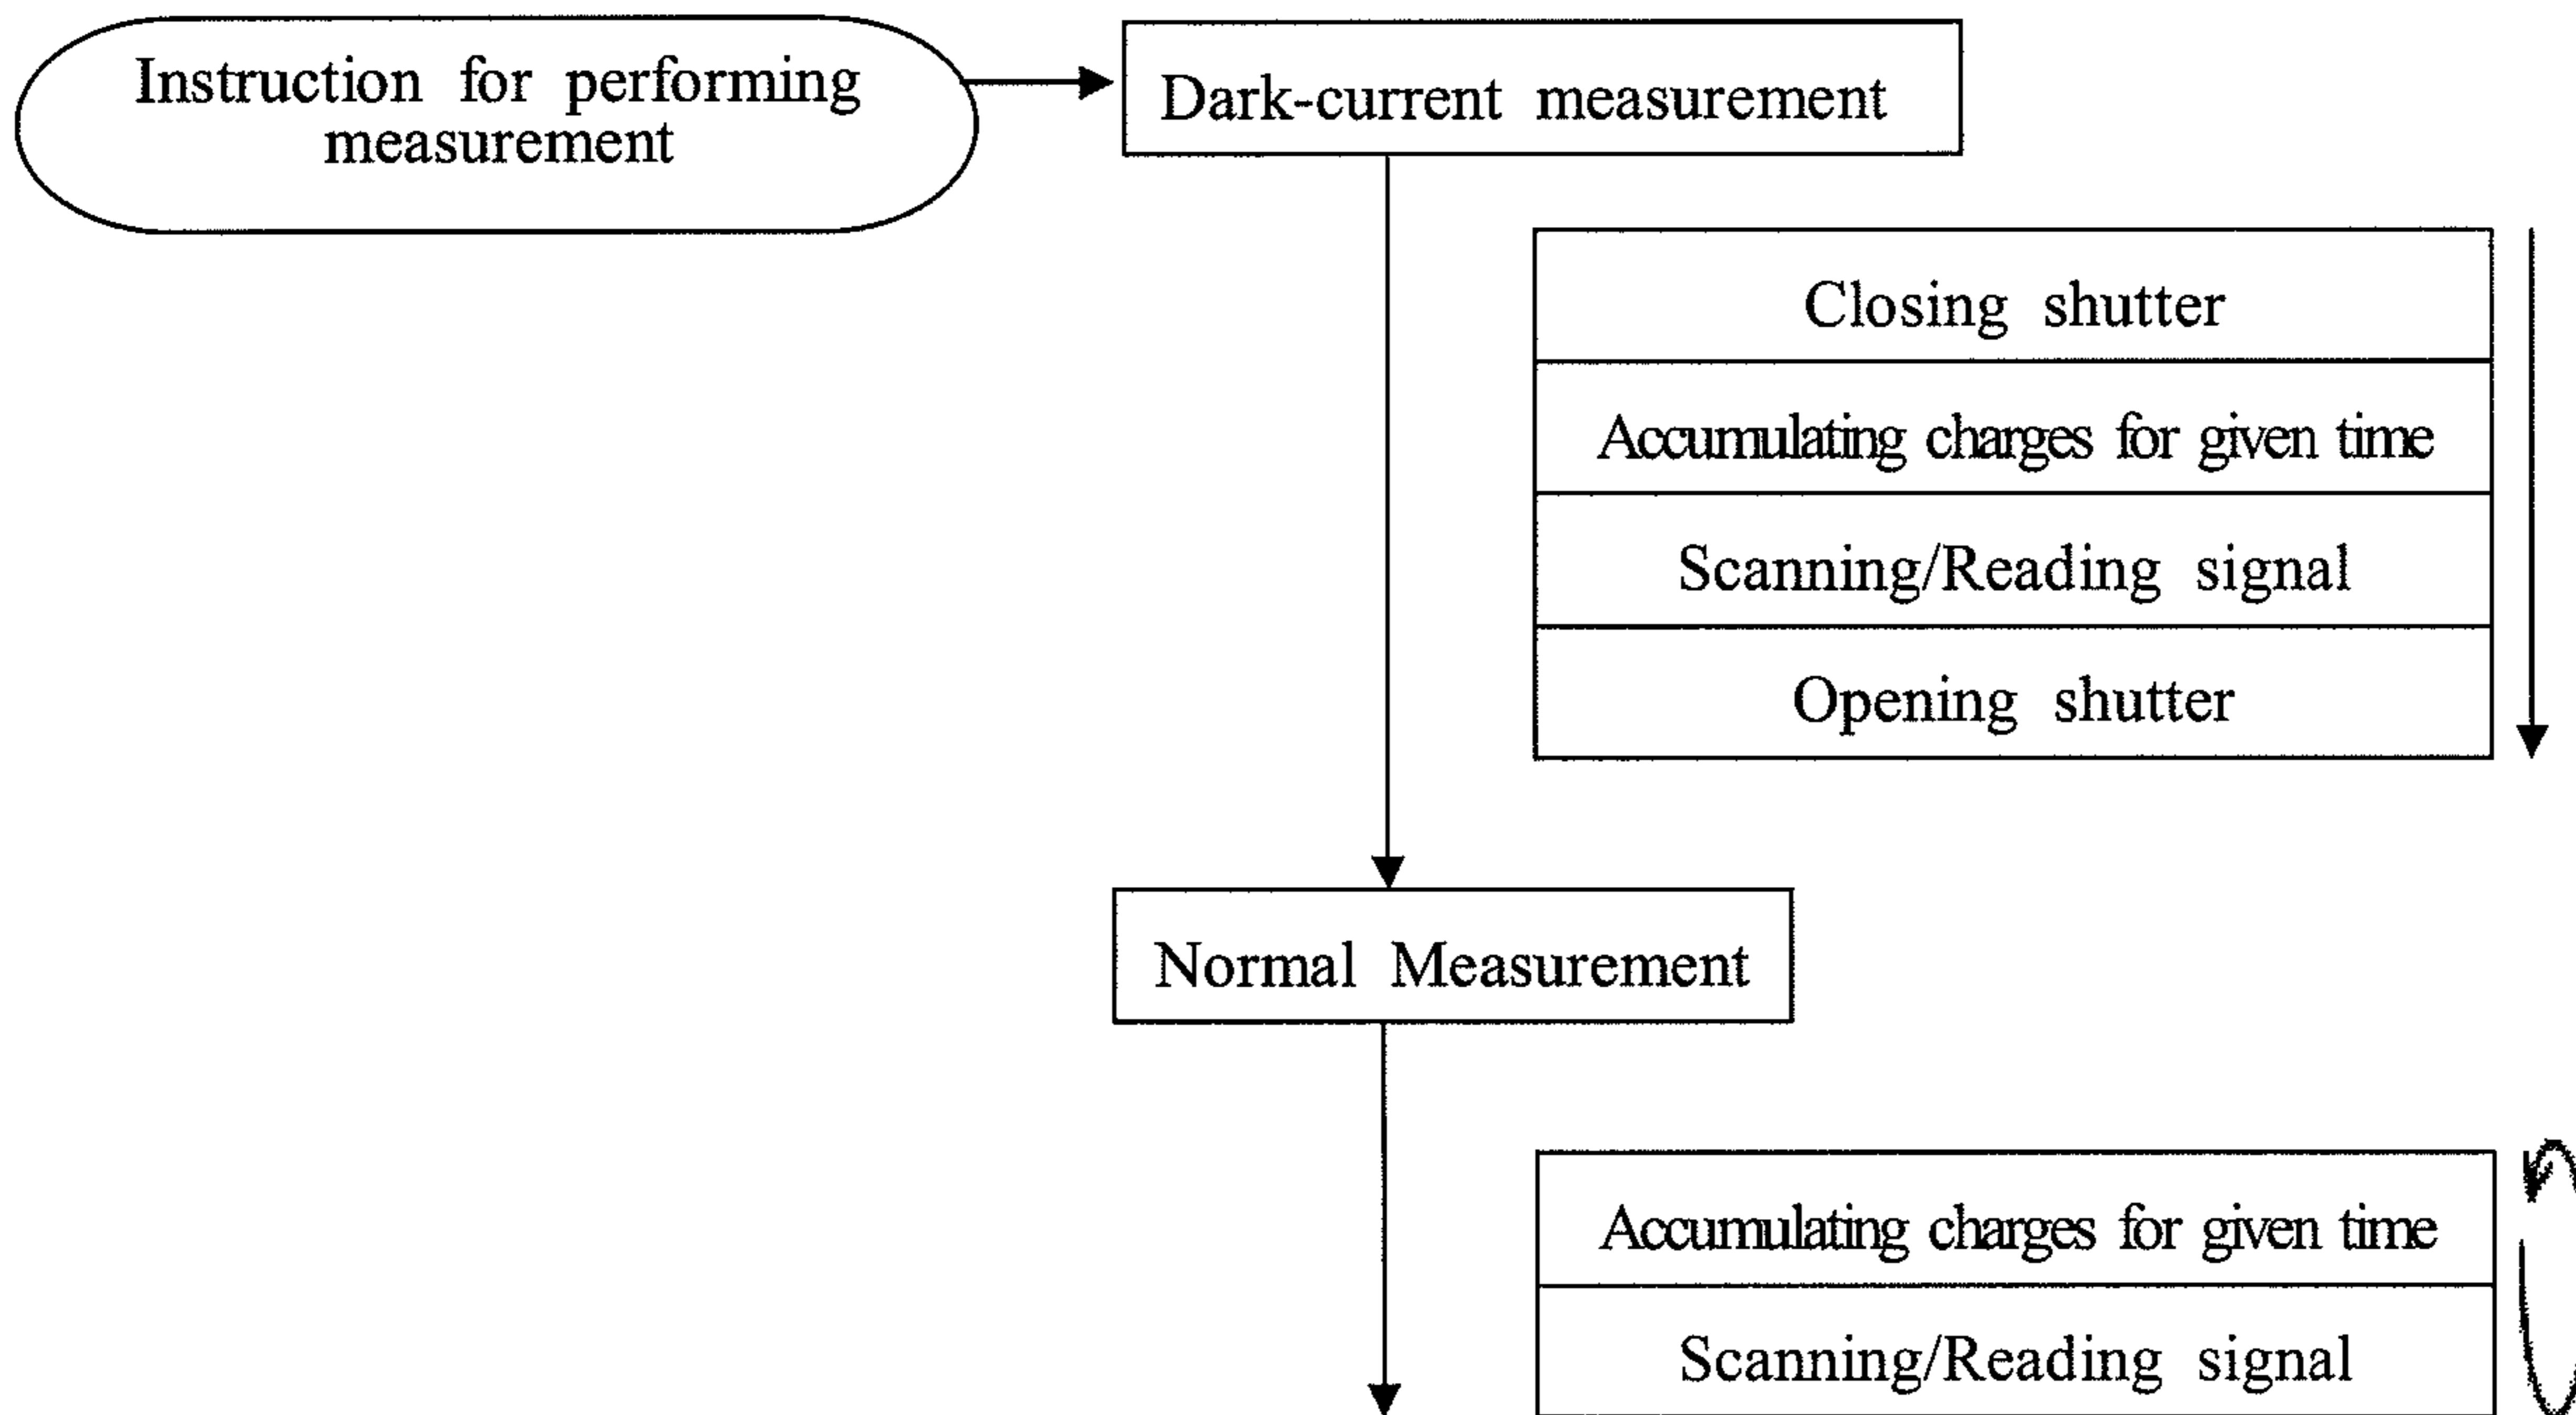 Instruction for performing
measurement
Dark-current measurement
Closing shutter
Accumulating charges for given time
Scanning/Reading signal
Opening shutter
Normal Measurement
Accumulating charges for given time
Scanning/Reading signal